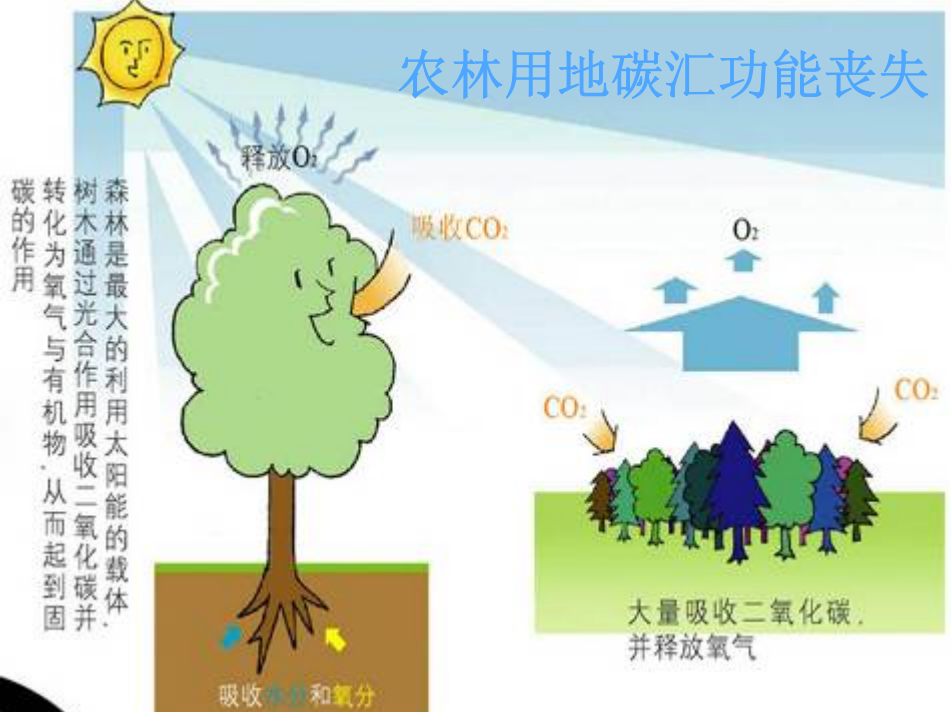 农林用地碳汇功能丧失
释放O₂
吸收CO₂
森林是最大的利用太阳能的载体.
树木通过光合作用吸收二氧化碳并
转化为氧气与有机物.从而起到固
碳的作用
O₂
CO₂
CO₂
大量吸收二氧化碳.
并释放氧气
吸收水分和氧分